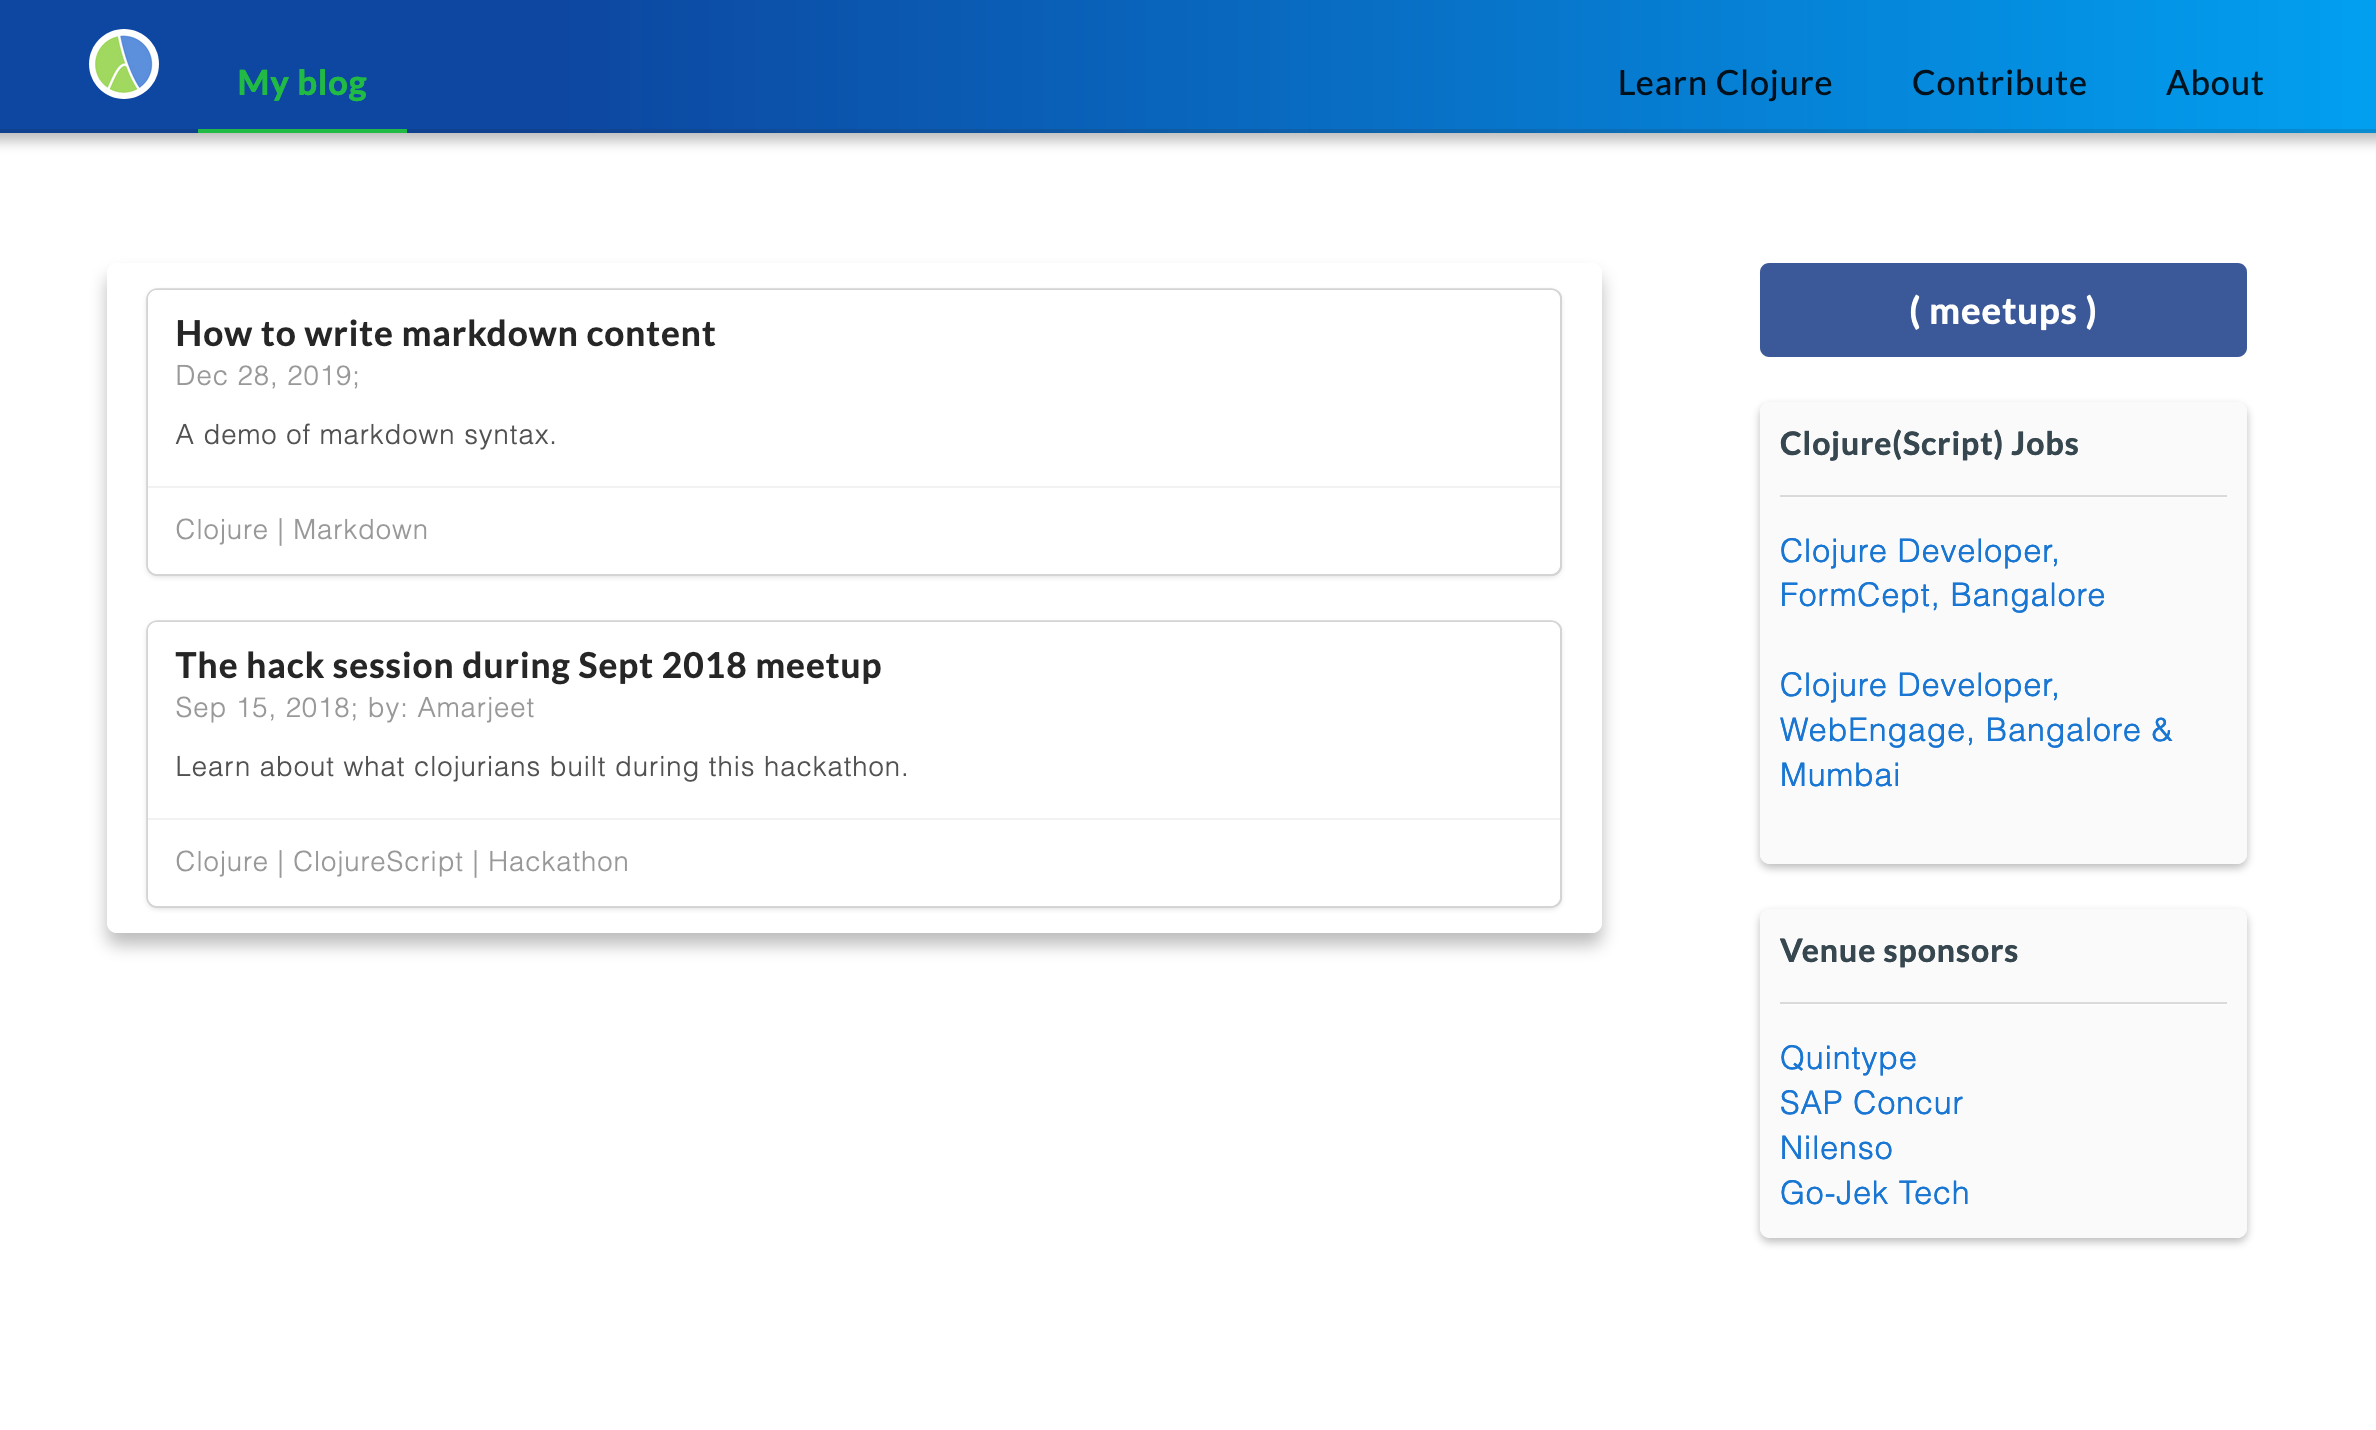 My blog
Learn Clojure
Contribute
About
How to write markdown content
Dec 28, 2019;
A demo of markdown syntax.
Clojure | Markdown
The hack session during Sept 2018 meetup
Sep 15, 2018; by: Amarjeet
Learn about what clojurians built during this hackathon.
Clojure | ClojureScript | Hackathon
( meetups )
Clojure(Script) Jobs
Clojure Developer,
FormCept, Bangalore
Clojure Developer,
WebEngage, Bangalore &
Mumbai
Venue sponsors
Quintype
SAP Concur
Nilenso
Go-Jek Tech